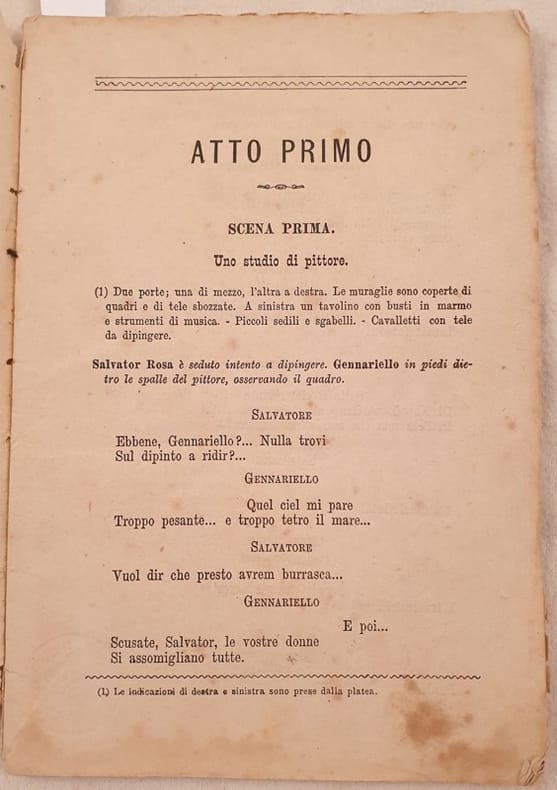 ATTO PRIMO
SCENA PRIMA.
Uno studio di pittore.
(1) Due porte; una di mezzo, l'altra a destra. Le muraglie sono coperte di
quadri e di tele sbozzate. A sinistra un tavolino con busti in marmo
e strumenti di musica. - Piccoli sedili e sgabelli. - Cavalletti con tele
da dipingere.
Salvator Rosa è seduto intento a dipingere. Gennariello in piedi die-
tro le spalle del pittore, osservando il quadro.
SALVATORE
Ebbene, Gennariello?... Nulla trovi
Sul dipinto a ridir?...
GENNARIELLO
Quel ciel mi pare
Troppo pesante... e troppo tetro il mare...
SALVATORE
Vuol dir che presto avrem burrasca...
GENNARIELLO
E poi...
Scusate, Salvator, le vostre donne
Si assomigliano tutte.
(1) Le indicazioni di destra e sinistra sono prese dalla platea.